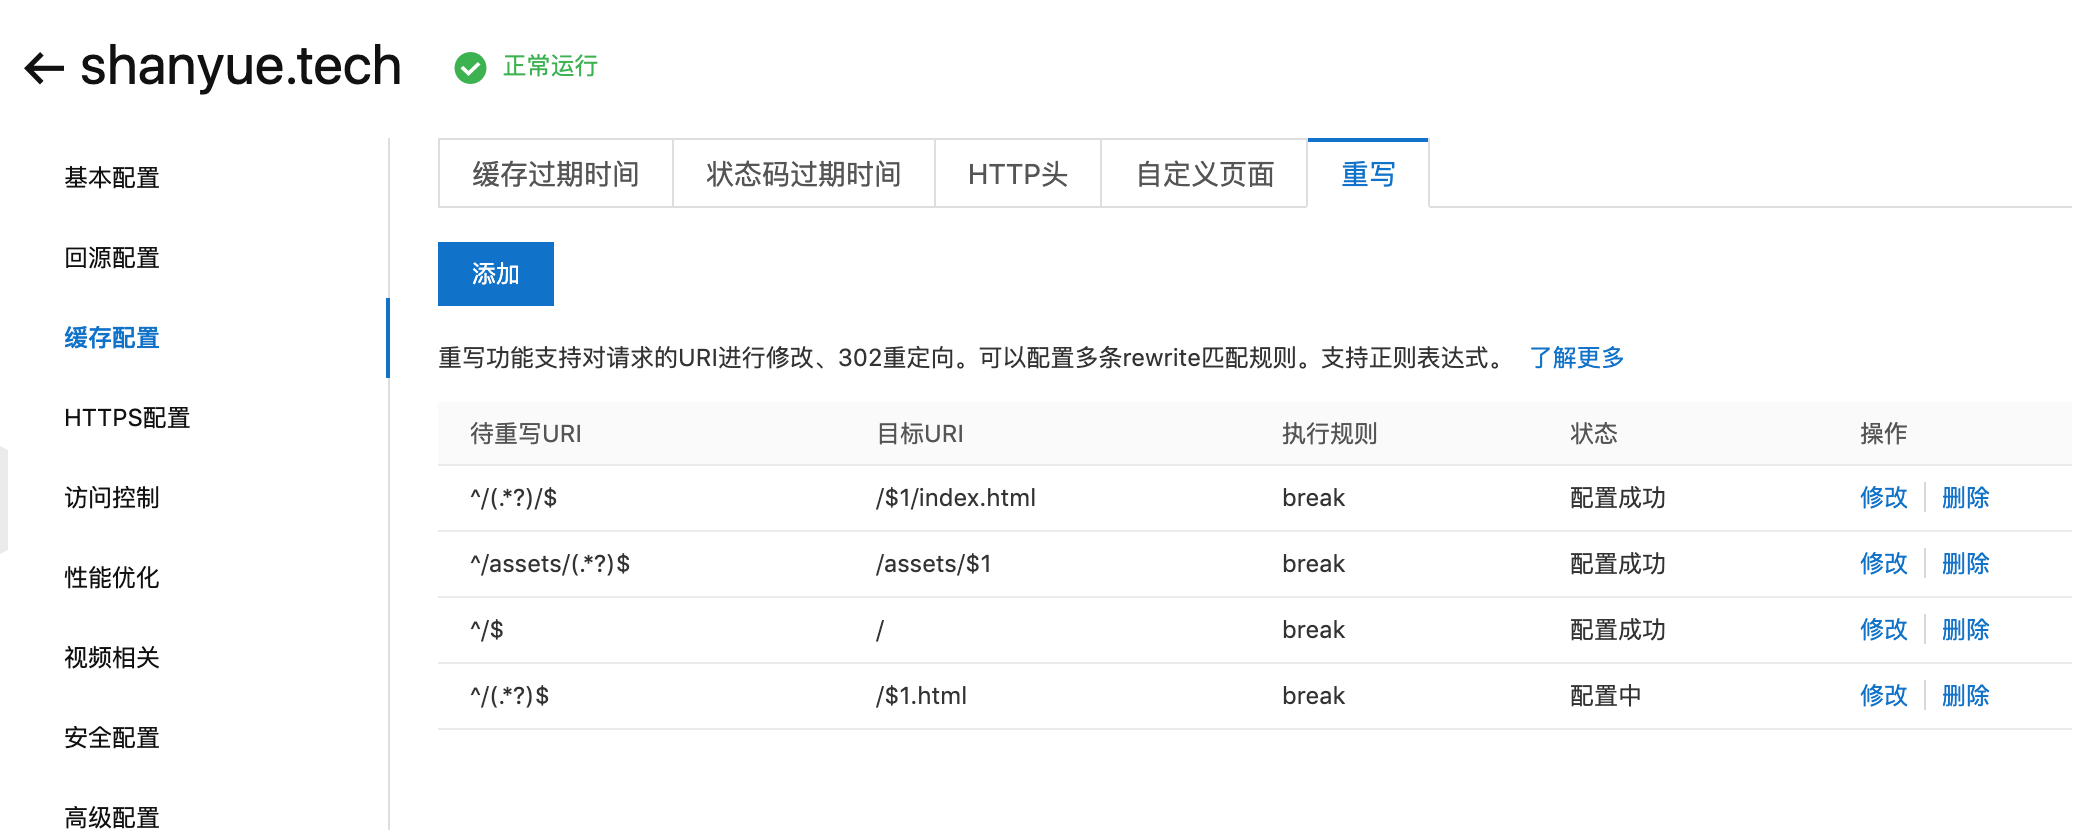 shanyue.tech 正常运行
基本配置
回源配置
缓存配置
HTTPS配置
访问控制
性能优化
视频相关
安全配置
高级配置
缓存过期时间 状态码过期时间 HTTP头 自定义页面 重写
添加
重写功能支持对请求的URI进行修改、302重定向。可以配置多条rewrite匹配规则。支持正则表达式。 了解更多
待重写URI 目标URI 执行规则 状态 操作
^/(.*?)/$ /$1/index.html break 配置成功 修改 删除
^/assets/(.*?)$ /assets/$1 break 配置成功 修改 删除
^/$ / break 配置成功 修改 删除
^/(.*?)$ /$1.html break 配置中 修改 删除